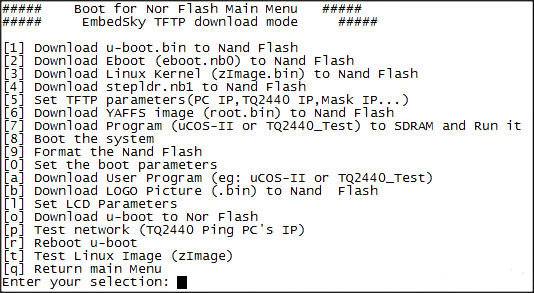 #####   Boot for Nor Flash Main Menu   #####
#####     EmbedSky TFTP download mode     #####
[1] Download u-boot.bin to Nand Flash
[2] Download Eboot (eboot.nb0) to Nand Flash
[3] Download Linux Kernel (zImage.bin) to Nand Flash
[4] Download stepldr.nb1 to Nand Flash
[5] Set TFTP parameters(PC IP,TQ2440 IP,Mask IP...)
[6] Download YAFFS image (root.bin) to Nand Flash
[7] Download Program (uCOS-II or TQ2440_Test) to SDRAM and Run it
[8] Boot the system
[9] Format the Nand Flash
[0] Set the boot parameters
[a] Download User Program (eg: uCOS-II or TQ2440_Test)
[b] Download LOGO Picture (.bin) to Nand  Flash
[l] Set LCD Parameters
[o] Download u-boot to Nor Flash
[p] Test network (TQ2440 Ping PC's IP)
[r] Reboot u-boot
[t] Test Linux Image (zImage)
[q] Return main Menu
Enter your selection: